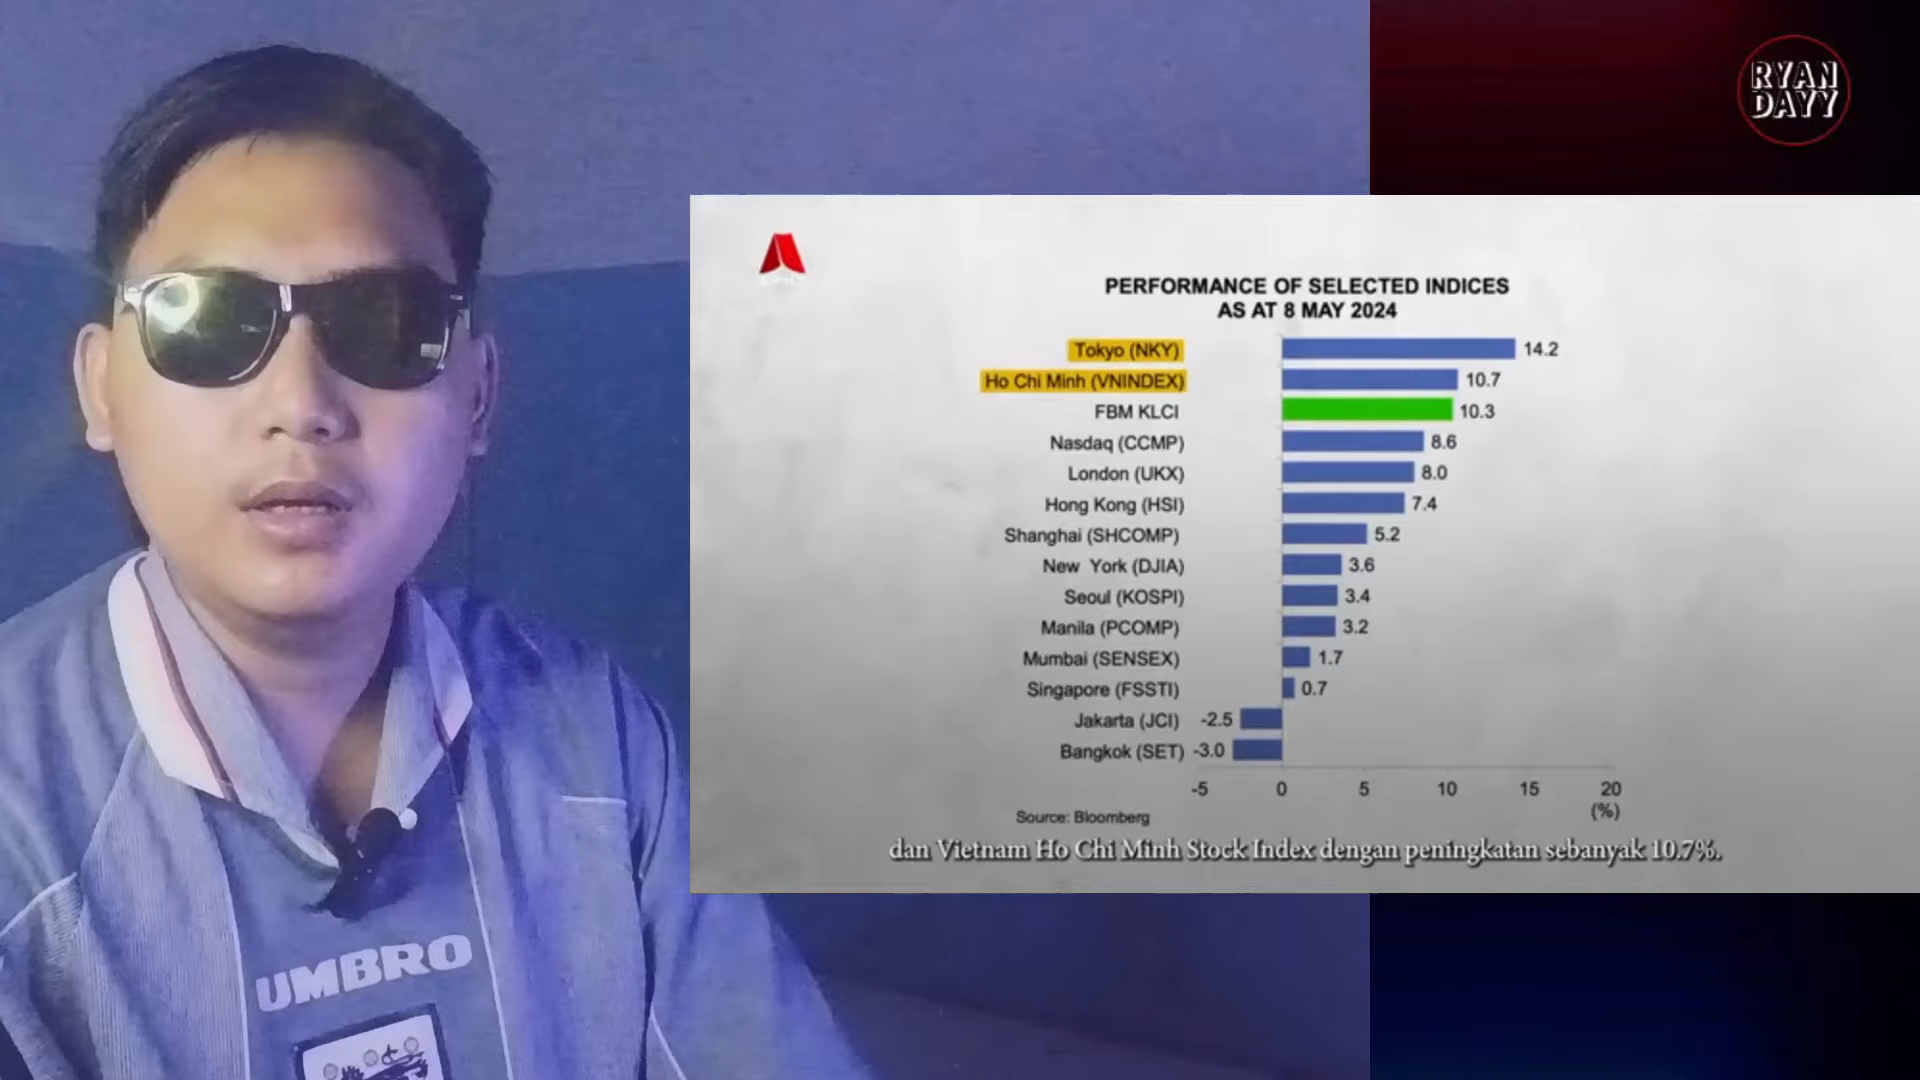 RYAN
DAYY
PERFORMANCE OF SELECTED INDICES
AS AT 8 MAY 2024
Tokyo (NKY) 14.2
Ho Chi Minh (VNINDEX) 10.7
FBM KLCI 10.3
Nasdaq (CCMP) 8.6
London (UKX) 8.0
Hong Kong (HSI) 7.4
Shanghai (SHCOMP) 5.2
New York (DJIA) 3.6
Seoul (KOSPI) 3.4
Manila (PCOMP) 3.2
Mumbai (SENSEX) 1.7
Singapore (FSSTI) 0.7
Jakarta (JCI) -2.5
Bangkok (SET) -3.0
-5 0 5 10 15 20
(%)
Source: Bloomberg
dan Vietnam Ho Chi Minh Stock Index dengan peningkatan sebanyak 10.7%.
UMBRO